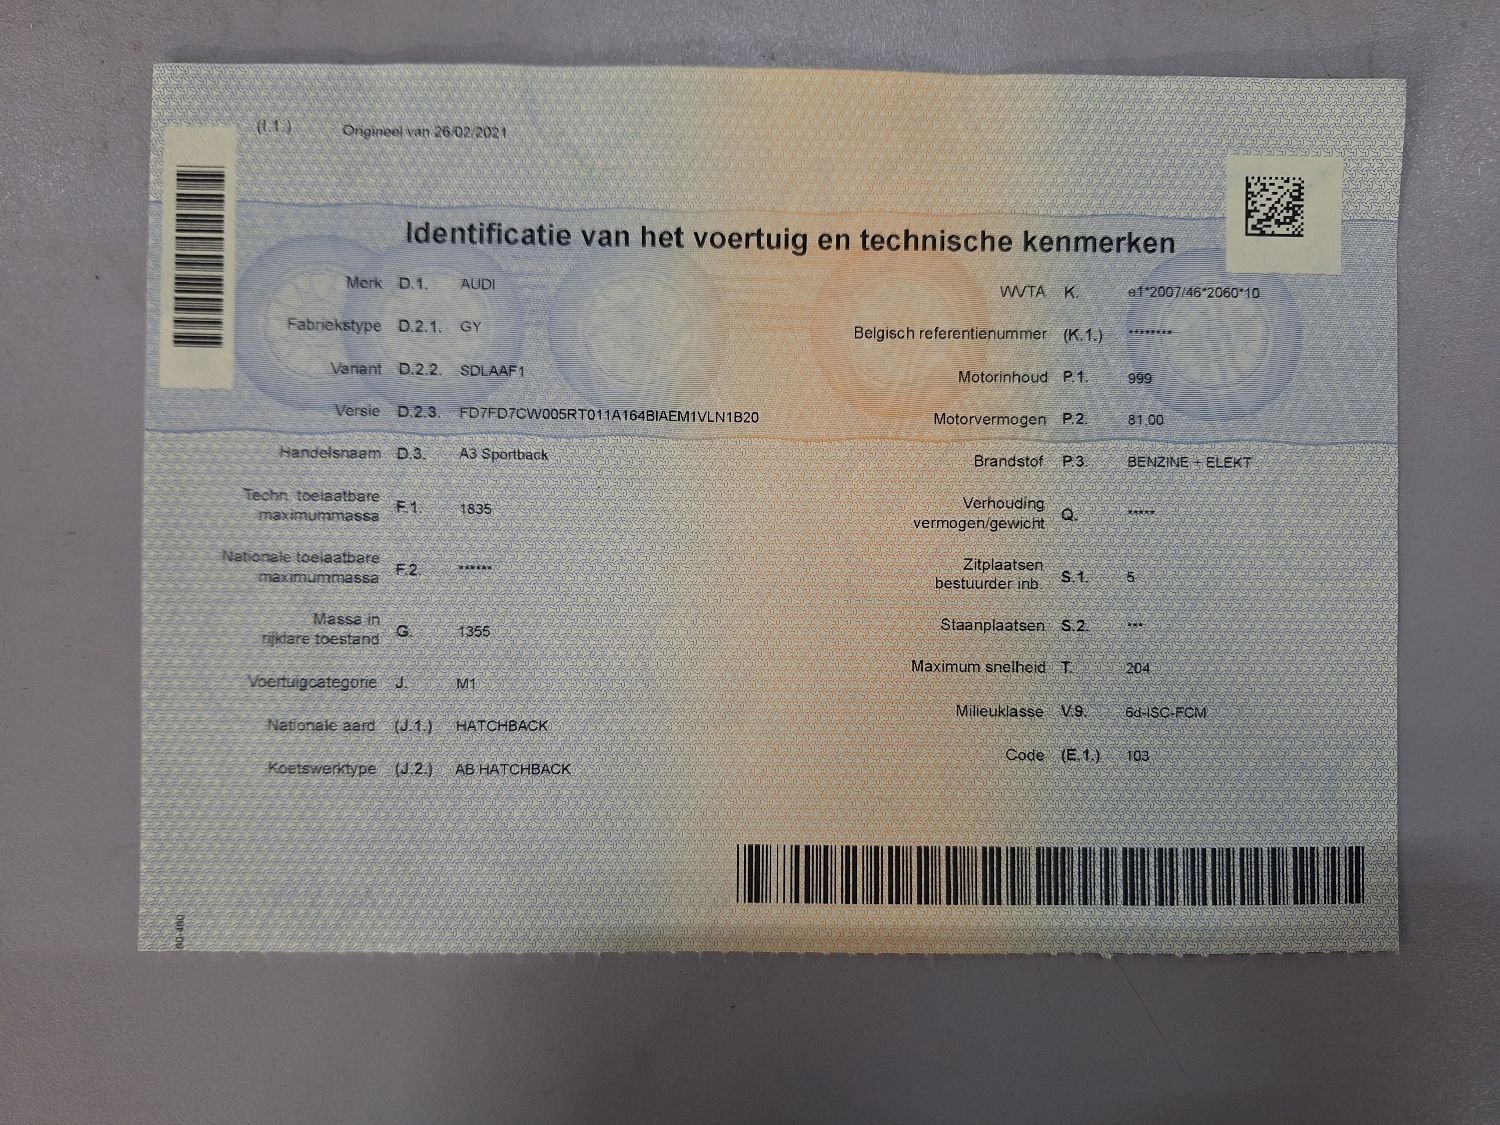 (I.1.) Origineel van 26/02/2021
Identificatie van het voertuig en technische kenmerken
Merk D.1. AUDI
Fabriekstype D.2.1. GY
Variant D.2.2. SDLAAF1
Versie D.2.3. FD7FD7CW005RT011A164BIAEM1VLN1B20
Handelsnaam D.3. A3 Sportback
Techn. toelaatbare
maximummassa F.1. 1835
Nationale toelaatbare
maximummassa F.2. ******
Massa in
rijklare toestand G. 1355
Voertuigcategorie J. M1
Nationale aard (J.1.) HATCHBACK
Koetswerktype (J.2.) AB HATCHBACK
WVTA K. e1*2007/46*2060*10
Belgisch referentienummer (K.1.) ********
Motorinhoud P.1. 999
Motorvermogen P.2. 81.00
Brandstof P.3. BENZINE + ELEKT
Verhouding
vermogen/gewicht Q. *****
Zitplaatsen
bestuurder inb. S.1. 5
Staanplaatsen S.2. ***
Maximum snelheid T. 204
Milieuklasse V.9. 6d-ISC-FCM
Code (E.1.) 103